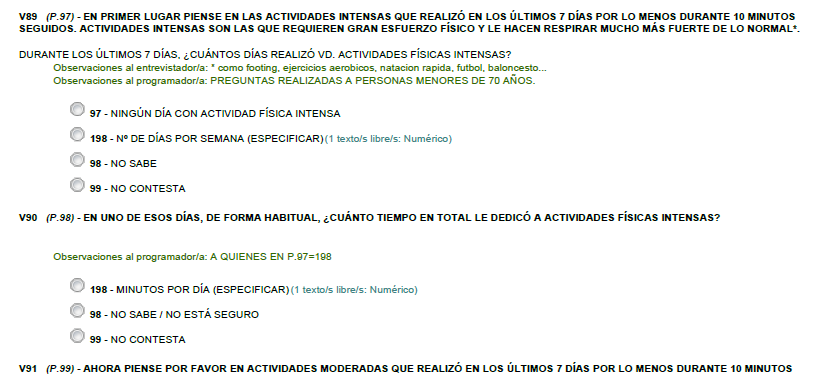 V89 (P.97) - EN PRIMER LUGAR PIENSE EN LAS ACTIVIDADES INTENSAS QUE REALIZÓ EN LOS ÚLTIMOS 7 DÍAS POR LO MENOS DURANTE 10 MINUTOS
SEGUIDOS. ACTIVIDADES INTENSAS SON LAS QUE REQUIEREN GRAN ESFUERZO FÍSICO Y LE HACEN RESPIRAR MUCHO MÁS FUERTE DE LO NORMAL*.
DURANTE LOS ÚLTIMOS 7 DÍAS, ¿CUÁNTOS DÍAS REALIZÓ VD. ACTIVIDADES FÍSICAS INTENSAS?
Observaciones al entrevistador/a: * como footing, ejercicios aerobicos, natacion rapida, futbol, baloncesto...
Observaciones al programador/a: PREGUNTAS REALIZADAS A PERSONAS MENORES DE 70 AÑOS.
97 - NINGÚN DÍA CON ACTIVIDAD FÍSICA INTENSA
198 - Nº DE DÍAS POR SEMANA (ESPECIFICAR)(1 texto/s libre/s: Numérico)
98 - NO SABE
99 - NO CONTESTA
V90 (P.98) - EN UNO DE ESOS DÍAS, DE FORMA HABITUAL, ¿CUÁNTO TIEMPO EN TOTAL LE DEDICÓ A ACTIVIDADES FÍSICAS INTENSAS?
Observaciones al programador/a: A QUIENES EN P.97=198
198 - MINUTOS POR DÍA (ESPECIFICAR)(1 texto/s libre/s: Numérico)
98 - NO SABE / NO ESTÁ SEGURO
99 - NO CONTESTA
V91 (P.99) - AHORA PIENSE POR FAVOR EN ACTIVIDADES MODERADAS QUE REALIZÓ EN LOS ÚLTIMOS 7 DÍAS POR LO MENOS DURANTE 10 MINUTOS